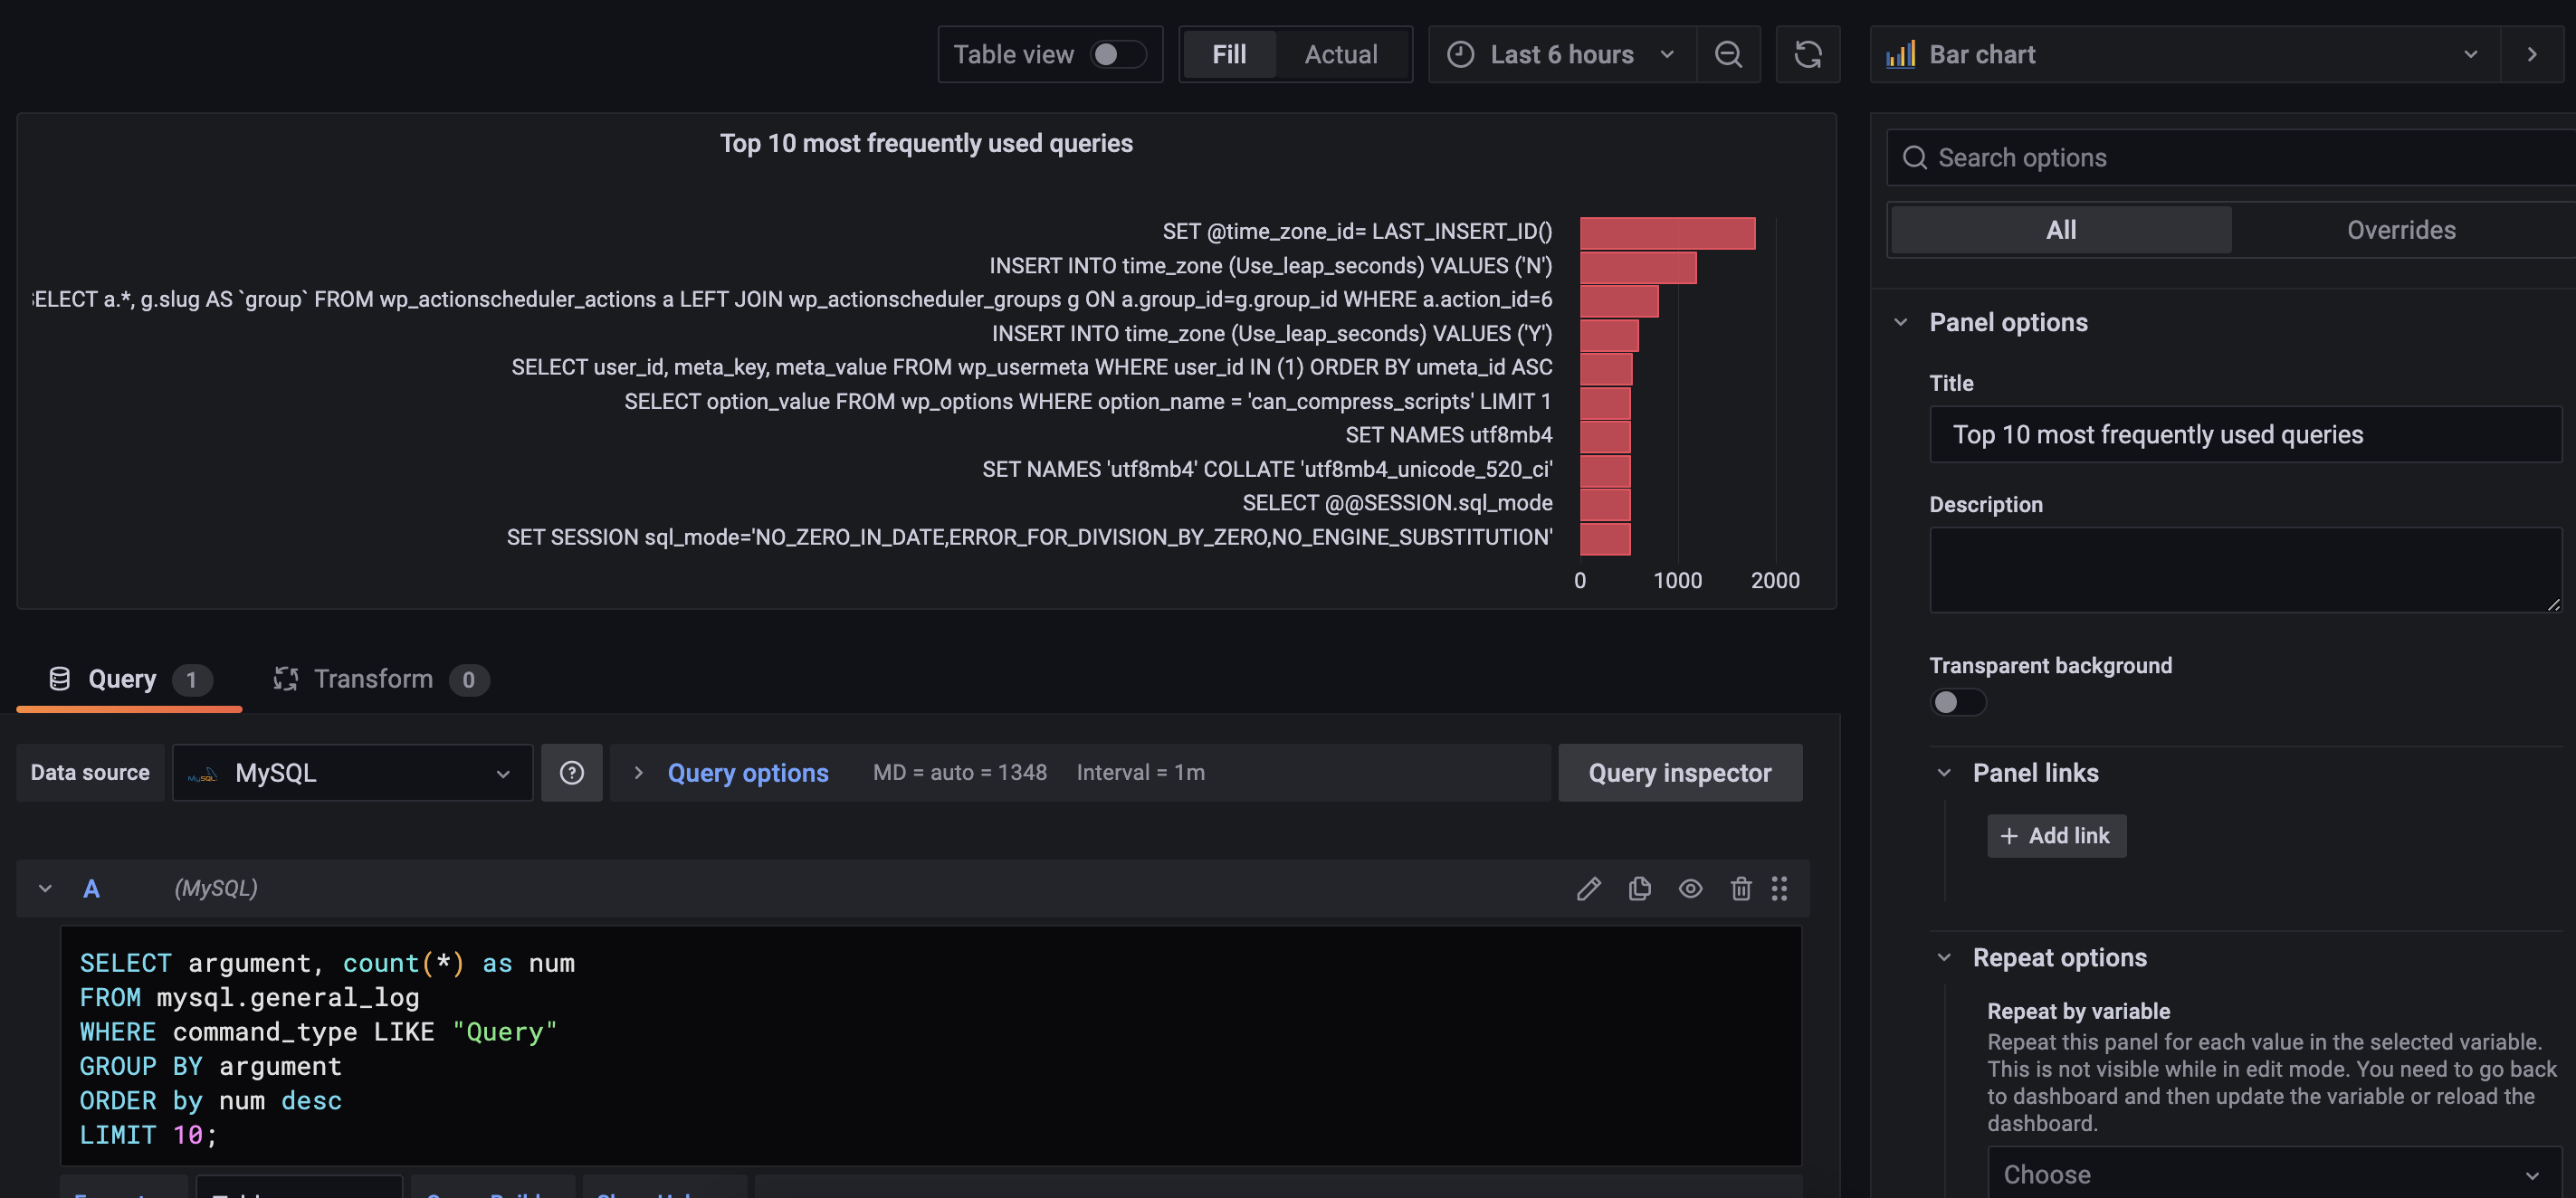 Table view
Fill
Actual
Last 6 hours
Bar chart
Top 10 most frequently used queries
SET @time_zone_id= LAST_INSERT_ID()
INSERT INTO time_zone (Use_leap_seconds) VALUES ('N')
ELECT a.*, g.slug AS `group` FROM wp_actionscheduler_actions a LEFT JOIN wp_actionscheduler_groups g ON a.group_id=g.group_id WHERE a.action_id=6
INSERT INTO time_zone (Use_leap_seconds) VALUES ('Y')
SELECT user_id, meta_key, meta_value FROM wp_usermeta WHERE user_id IN (1) ORDER BY umeta_id ASC
SELECT option_value FROM wp_options WHERE option_name = 'can_compress_scripts' LIMIT 1
SET NAMES utf8mb4
SET NAMES 'utf8mb4' COLLATE 'utf8mb4_unicode_520_ci'
SELECT @@SESSION.sql_mode
SET SESSION sql_mode='NO_ZERO_IN_DATE,ERROR_FOR_DIVISION_BY_ZERO,NO_ENGINE_SUBSTITUTION'
0 1000 2000
Query 1
Transform 0
Data source
MySQL
Query options
MD = auto = 1348
Interval = 1m
Query inspector
A
(MySQL)
SELECT argument, count(*) as num
FROM mysql.general_log
WHERE command_type LIKE "Query"
GROUP BY argument
ORDER by num desc
LIMIT 10;
Search options
All
Overrides
Panel options
Title
Top 10 most frequently used queries
Description
Transparent background
Panel links
+ Add link
Repeat options
Repeat by variable
Repeat this panel for each value in the selected variable.
This is not visible while in edit mode. You need to go back
to dashboard and then update the variable or reload the
dashboard.
Choose